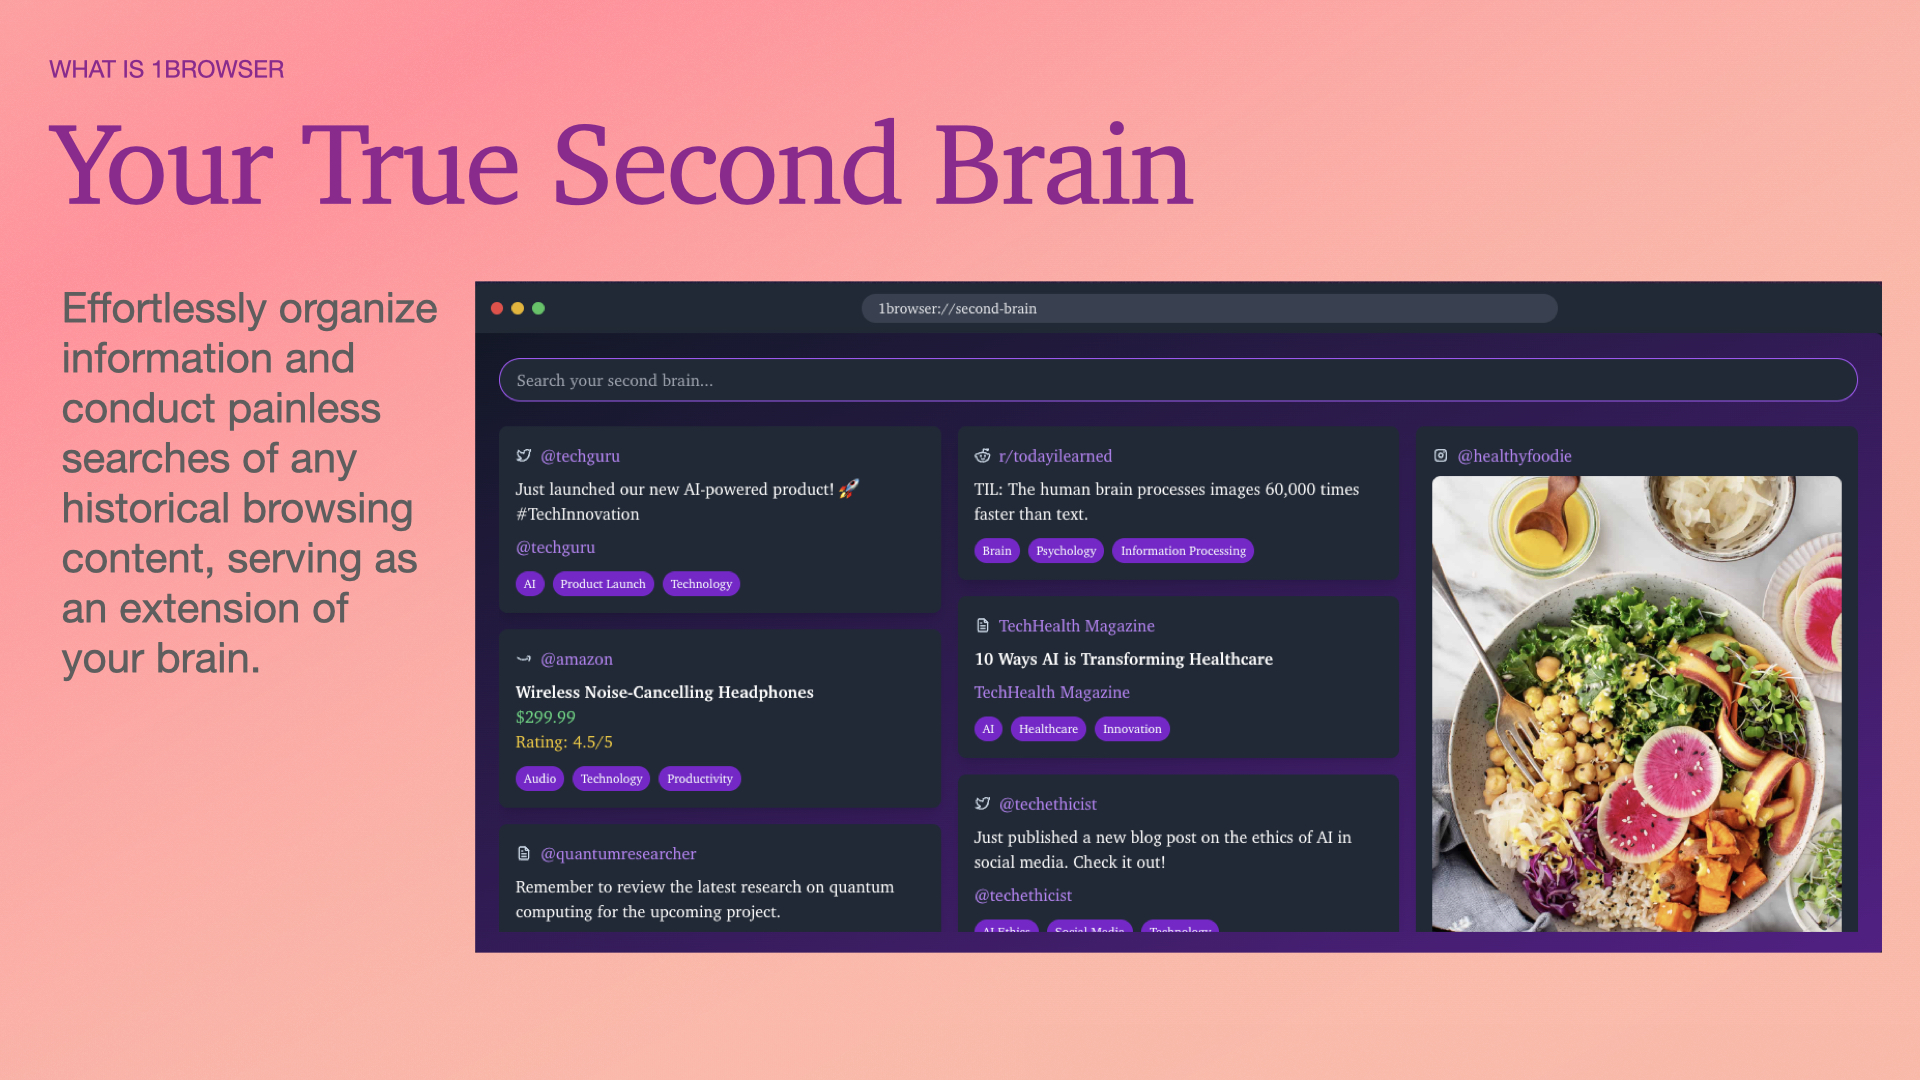 WHAT IS 1BROWSER
Your True Second Brain
Effortlessly organize
information and
conduct painless
searches of any
historical browsing
content, serving as
an extension of
your brain.
1browser://second-brain
Search your second brain...
@techguru
Just launched our new AI-powered product! 🚀
#TechInnovation
@techguru
AI Product Launch Technology
@amazon
Wireless Noise-Cancelling Headphones
$299.99
Rating: 4.5/5
Audio Technology Productivity
@quantumresearcher
Remember to review the latest research on quantum
computing for the upcoming project.
r/todayilearned
TIL: The human brain processes images 60,000 times
faster than text.
Brain Psychology Information Processing
TechHealth Magazine
10 Ways AI is Transforming Healthcare
TechHealth Magazine
AI Healthcare Innovation
@techethicist
Just published a new blog post on the ethics of AI in
social media. Check it out!
@techethicist
AI Ethics Social Media Technology
@healthyfoodie